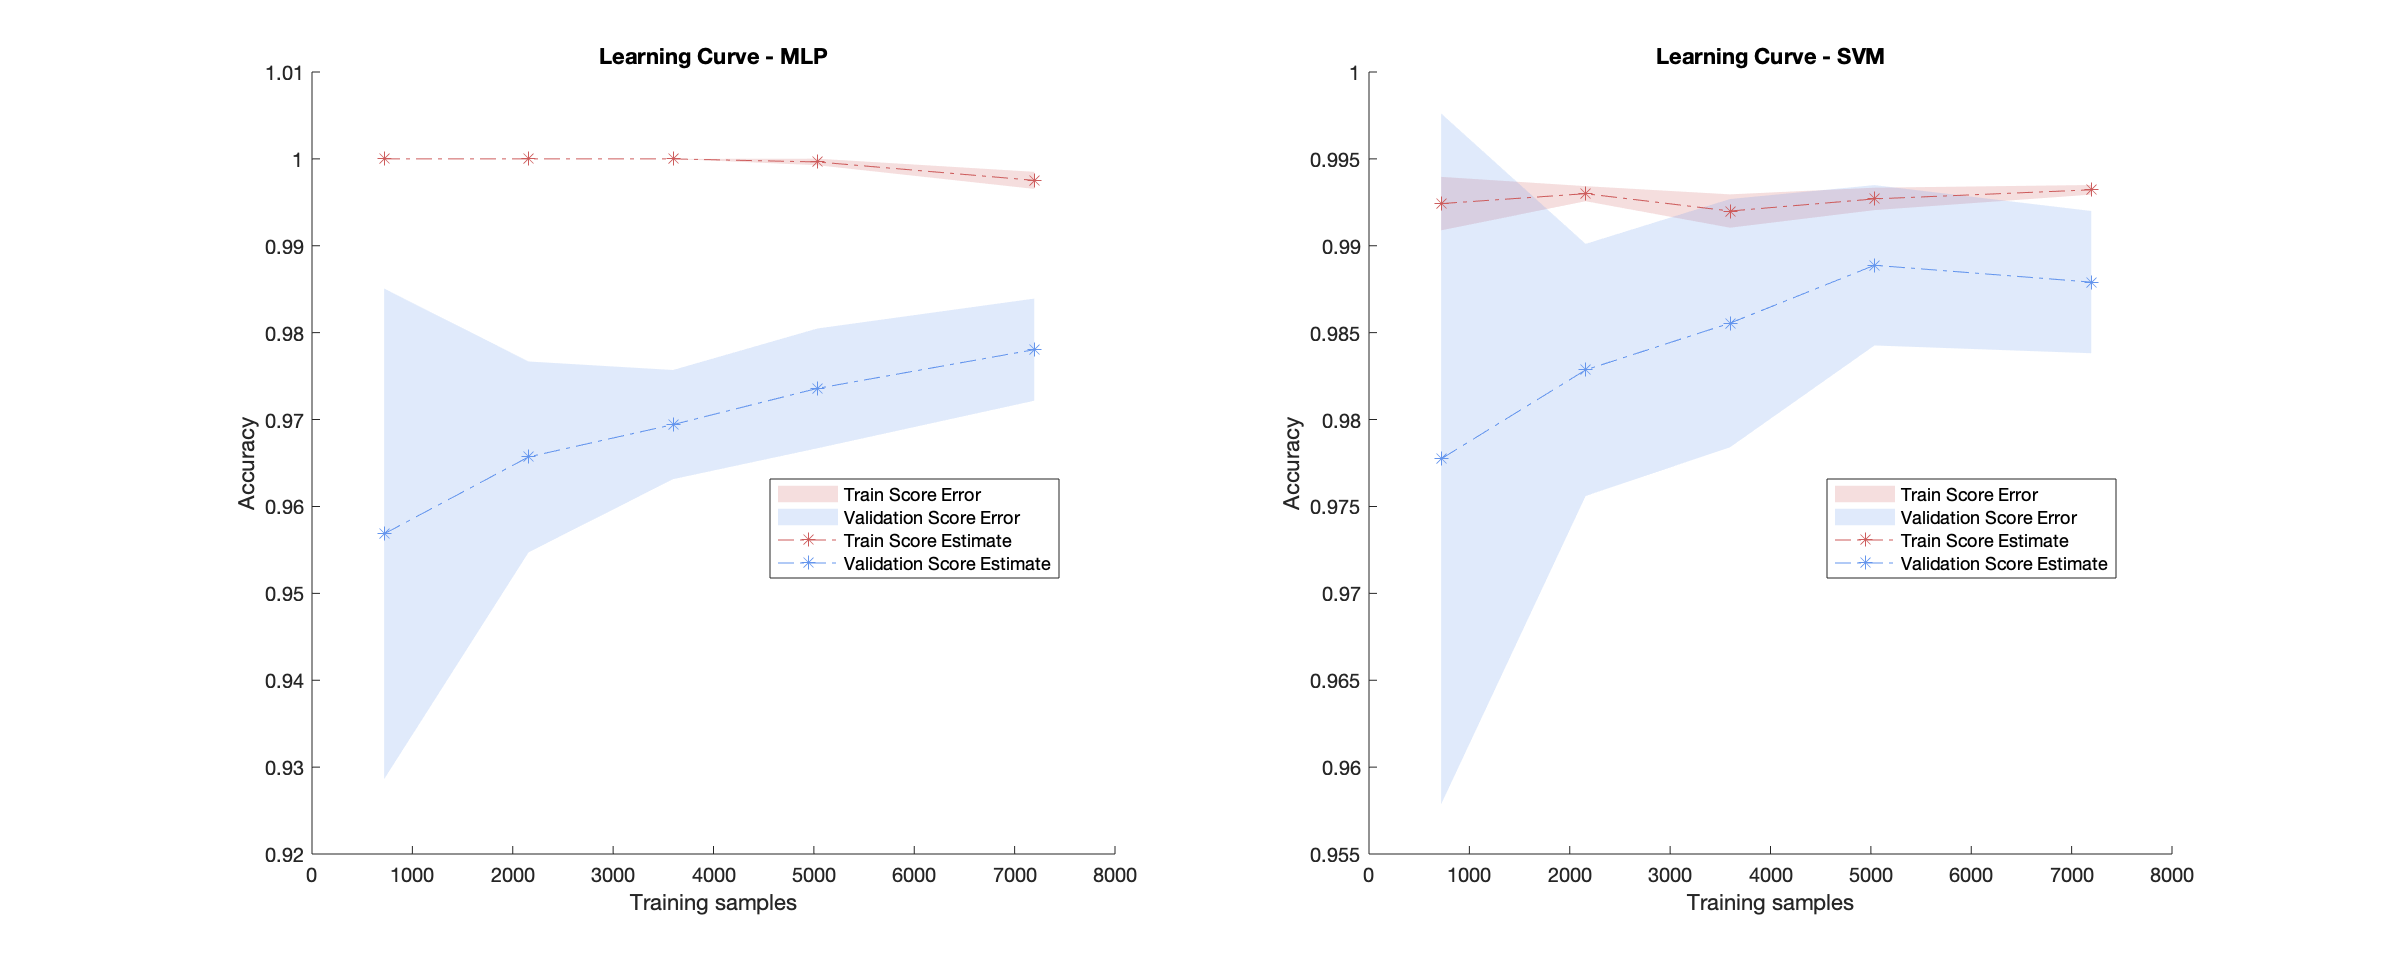 Learning Curve - MLP
1.01
1
0.99
0.98
0.97
0.96
0.95
0.94
0.93
0.92
Accuracy
0 1000 2000 3000 4000 5000 6000 7000 8000
Training samples
Train Score Error
Validation Score Error
Train Score Estimate
Validation Score Estimate
Learning Curve - SVM
1
0.995
0.99
0.985
0.98
0.975
0.97
0.965
0.96
0.955
Accuracy
0 1000 2000 3000 4000 5000 6000 7000 8000
Training samples
Train Score Error
Validation Score Error
Train Score Estimate
Validation Score Estimate